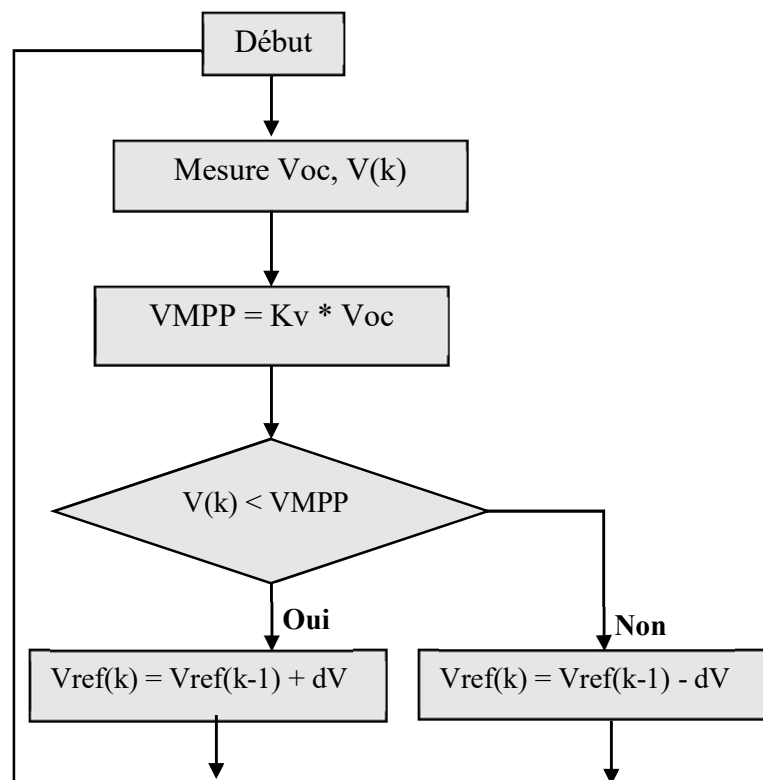 Début
Mesure Voc, V(k)
VMPP = Kv * Voc
V(k) < VMPP
Oui
Non
Vref(k) = Vref(k-1) + dV
Vref(k) = Vref(k-1) - dV